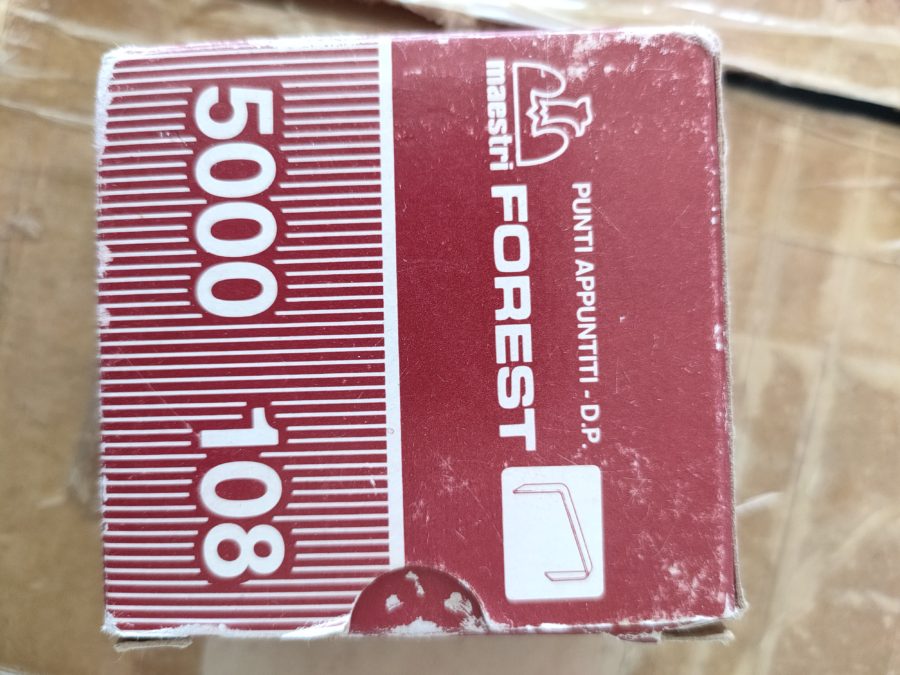 PUNTI APPUNTITI - D.P.
maestri
FOREST
5000 108